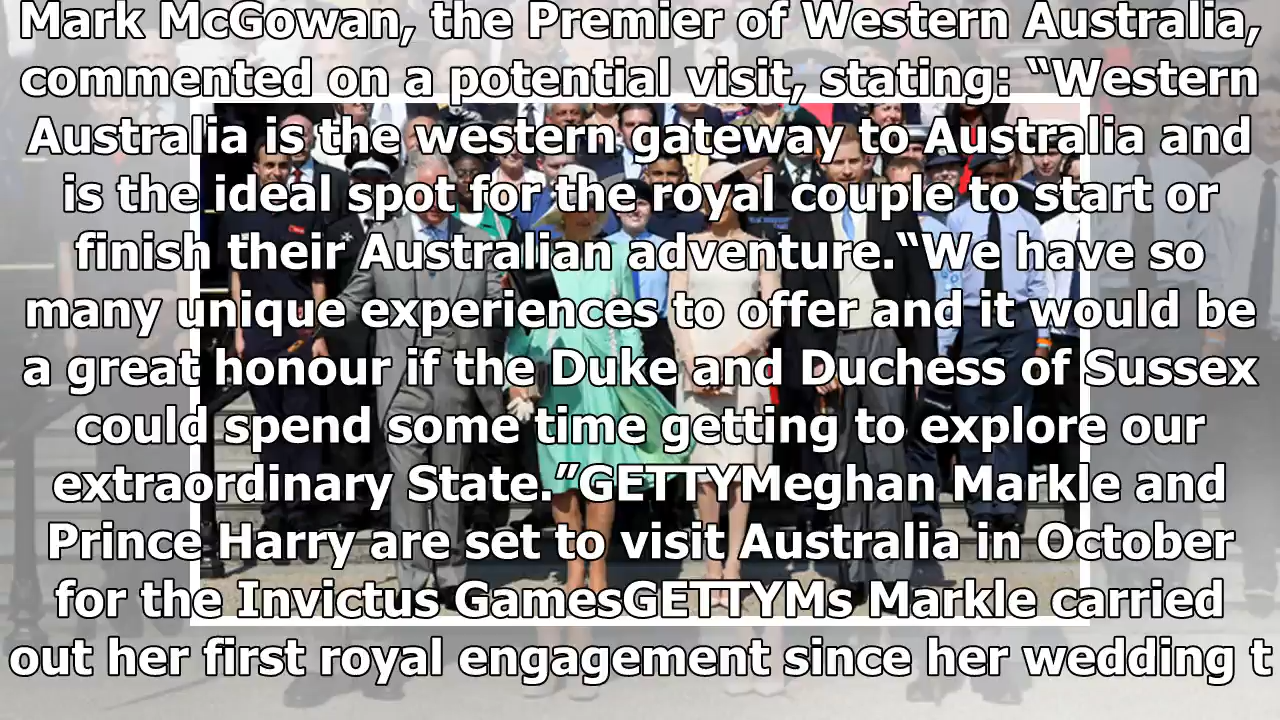 Mark McGowan, the Premier of Western Australia,
commented on a potential visit, stating: “Western
Australia is the western gateway to Australia and
is the ideal spot for the royal couple to start or
finish their Australian adventure.“We have so
many unique experiences to offer and it would be
a great honour if the Duke and Duchess of Sussex
could spend some time getting to explore our
extraordinary State.”GETTYMeghan Markle and
Prince Harry are set to visit Australia in October
for the Invictus GamesGETTYMs Markle carried
out her first royal engagement since her wedding t